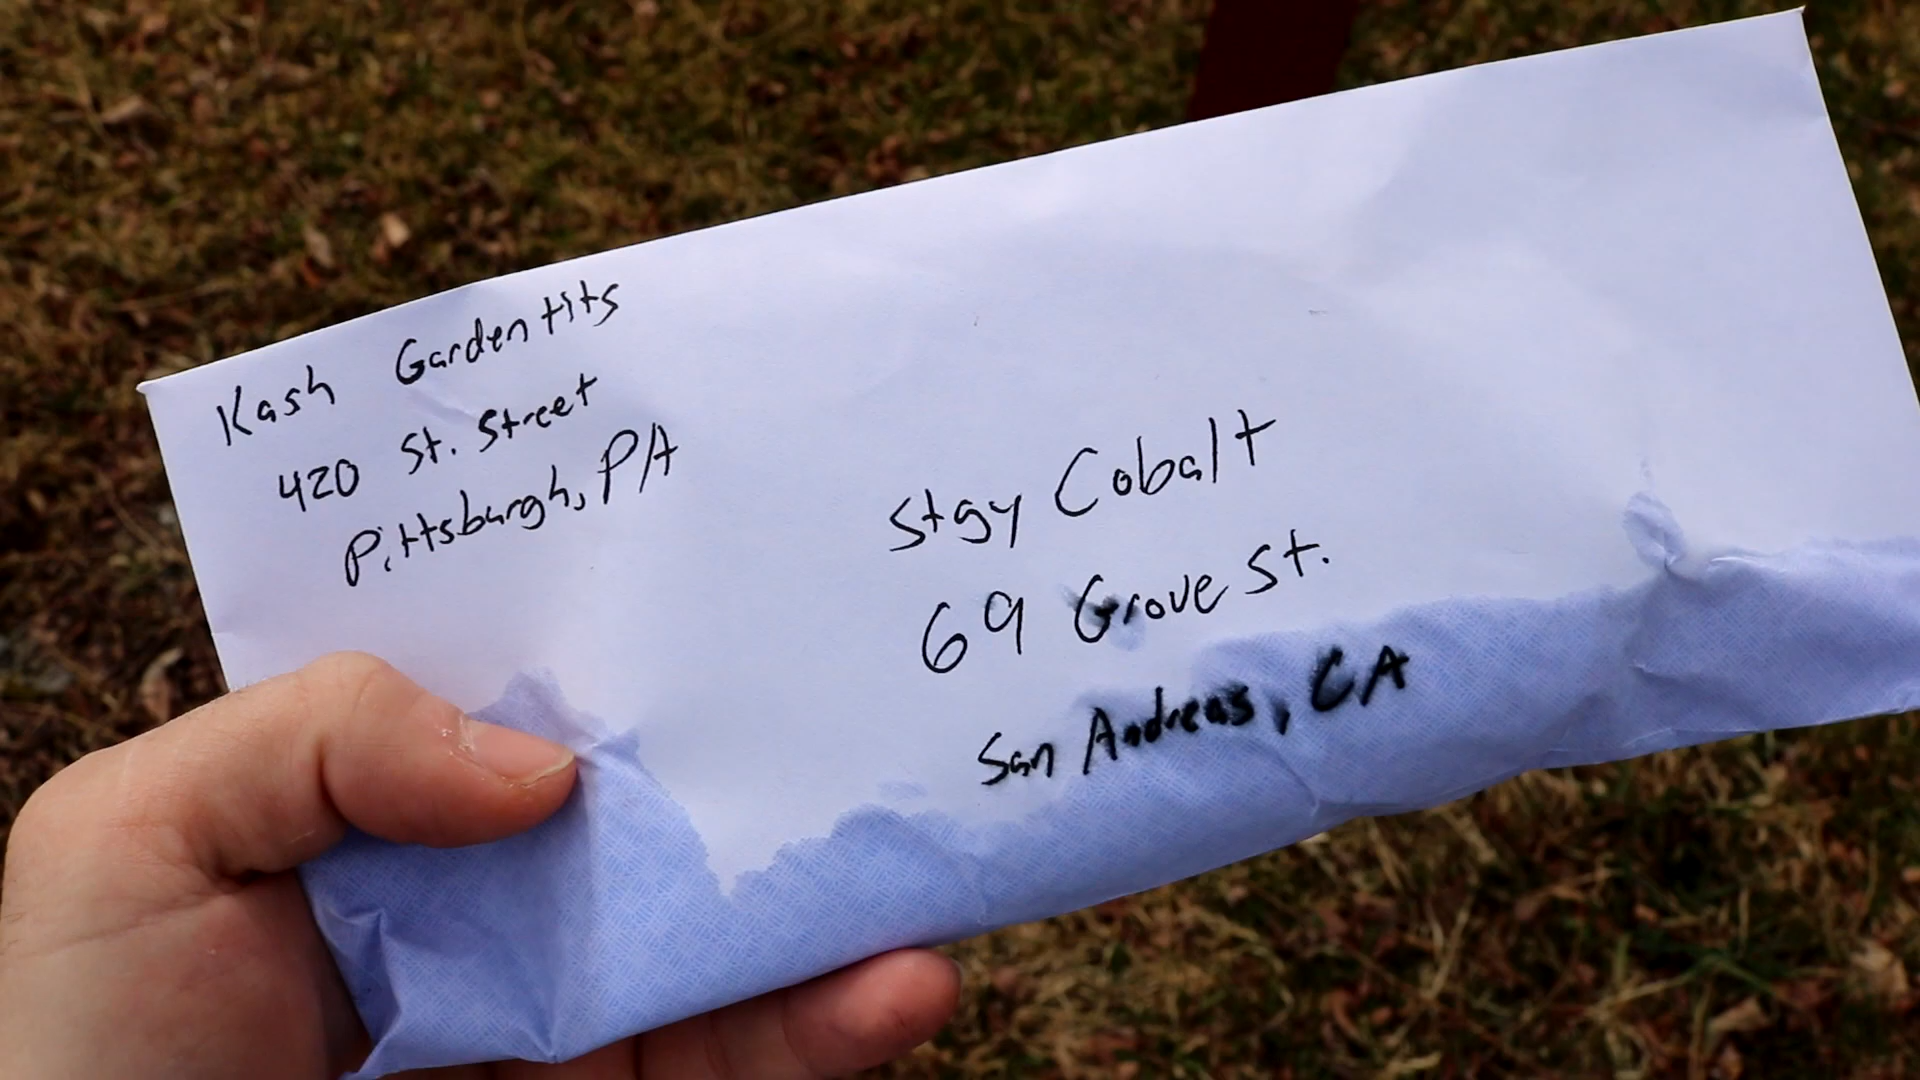 Kash Gardentits
420 St. Street
Pittsburgh, PA
Stgy Cobalt
69 Grove St.
San Andreas, CA